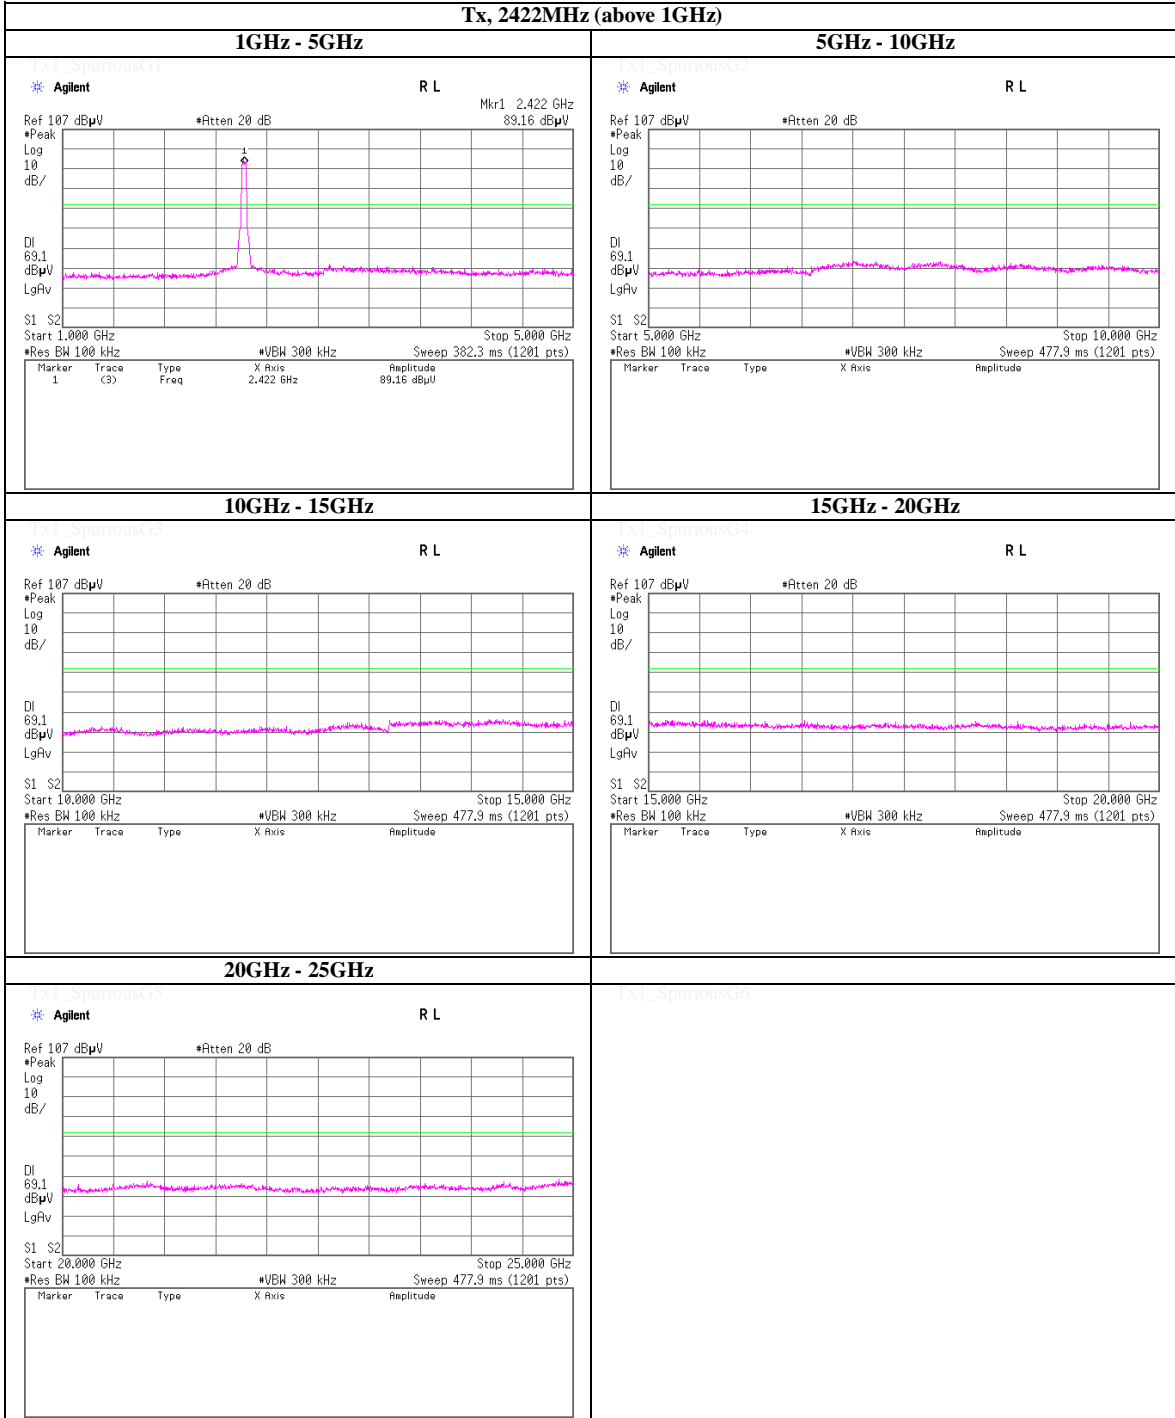 Tx, 2422MHz (above 1GHz)
1GHz - 5GHz
Tx1_SpuriousG1
Agilent
R L
Mkr1 2.422 GHz
Ref 107 dBµV #Atten 20 dB 89.16 dBµV
#Peak
Log
10
dB/
1
DI
69.1
dBµV
LgAv
S1 S2
Start 1.000 GHz Stop 5.000 GHz
#Res BW 100 kHz #VBW 300 kHz Sweep 382.3 ms (1201 pts)
Marker Trace Type X Axis Amplitude
1 (3) Freq 2.422 GHz 89.16 dBµV
5GHz - 10GHz
Tx1_SpuriousG2
Agilent
R L
Ref 107 dBµV #Atten 20 dB
#Peak
Log
10
dB/
DI
69.1
dBµV
LgAv
S1 S2
Start 5.000 GHz Stop 10.000 GHz
#Res BW 100 kHz #VBW 300 kHz Sweep 477.9 ms (1201 pts)
Marker Trace Type X Axis Amplitude
10GHz - 15GHz
Tx1_SpuriousG3
Agilent
R L
Ref 107 dBµV #Atten 20 dB
#Peak
Log
10
dB/
DI
69.1
dBµV
LgAv
S1 S2
Start 10.000 GHz Stop 15.000 GHz
#Res BW 100 kHz #VBW 300 kHz Sweep 477.9 ms (1201 pts)
Marker Trace Type X Axis Amplitude
15GHz - 20GHz
Tx1_SpuriousG4
Agilent
R L
Ref 107 dBµV #Atten 20 dB
#Peak
Log
10
dB/
DI
69.1
dBµV
LgAv
S1 S2
Start 15.000 GHz Stop 20.000 GHz
#Res BW 100 kHz #VBW 300 kHz Sweep 477.9 ms (1201 pts)
Marker Trace Type X Axis Amplitude
20GHz - 25GHz
Tx1_SpuriousG5
Agilent
R L
Ref 107 dBµV #Atten 20 dB
#Peak
Log
10
dB/
DI
69.1
dBµV
LgAv
S1 S2
Start 20.000 GHz Stop 25.000 GHz
#Res BW 100 kHz #VBW 300 kHz Sweep 477.9 ms (1201 pts)
Marker Trace Type X Axis Amplitude
Tx1_SpuriousG6